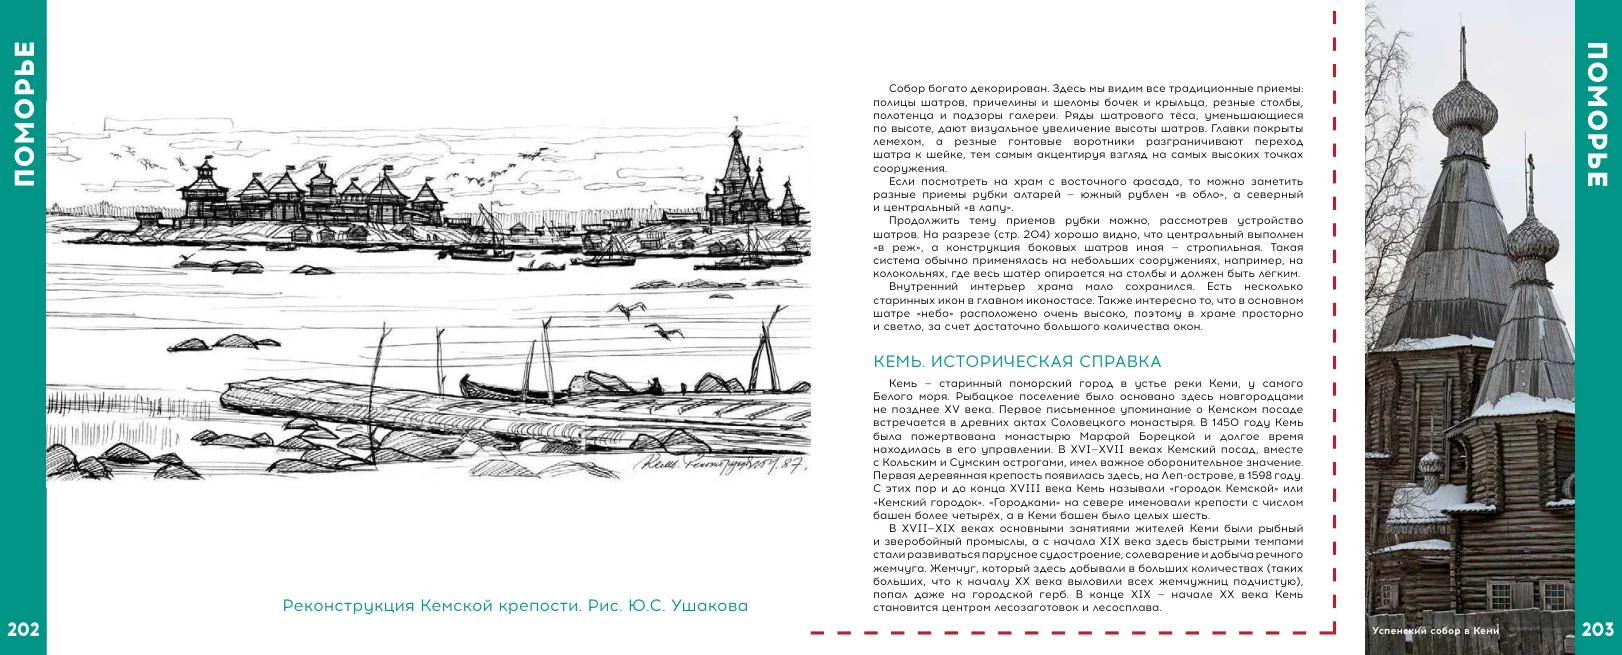 ПОМОРЬЕ
202
Кемь. Реконструкция. 87.
Реконструкция Кемской крепости. Рис. Ю.С. Ушакова
Собор богато декорирован. Здесь мы видим все традиционные приемы:
полицы шатров, причелины и шеломы бочек и крыльца, резные столбы,
полотенца и подзоры галереи. Ряды шатрового тёса, уменьшающиеся
по высоте, дают визуальное увеличение высоты шатров. Главки покрыты
лемехом, а резные гонтовые воротники разграничивают переход
шатра к шейке, тем самым акцентируя взгляд на самых высоких точках
сооружения.
Если посмотреть на храм с восточного фасада, то можно заметить
разные приемы рубки алтарей – южный рублен «в обло», а северный
и центральный «в лапу».
Продолжить тему приемов рубки можно, рассмотрев устройство
шатров. На разрезе (стр. 204) хорошо видно, что центральный выполнен
«в реж», а конструкция боковых шатров иная – стропильная. Такая
система обычно применялась на небольших сооружениях, например, на
колокольнях, где весь шатёр опирается на столбы и должен быть лёгким.
Внутренний интерьер храма мало сохранился. Есть несколько
старинных икон в главном иконостасе. Также интересно то, что в основном
шатре «небо» расположено очень высоко, поэтому в храме просторно
и светло, за счет достаточно большого количества окон.
КЕМЬ. ИСТОРИЧЕСКАЯ СПРАВКА
Кемь – старинный поморский город в устье реки Кеми, у самого
Белого моря. Рыбацкое поселение было основано здесь новгородцами
не позднее XV века. Первое письменное упоминание о Кемском посаде
встречается в древних актах Соловецкого монастыря. В 1450 году Кемь
была пожертвована монастырю Марфой Борецкой и долгое время
находилась в его управлении. В XVI–XVII веках Кемский посад, вместе
с Кольским и Сумским острогами, имел важное оборонительное значение.
Первая деревянная крепость появилась здесь, на Леп-острове, в 1598 году.
С этих пор и до конца XVIII века Кемь называли «городок Кемской» или
«Кемский городок». «Городками» на севере именовали крепости с числом
башен более четырёх, а в Кеми башен было целых шесть.
В XVII–XIX веках основными занятиями жителей Кеми были рыбный
и зверобойный промыслы, а с начала XIX века здесь быстрыми темпами
стали развиваться парусное судостроение, солеварение и добыча речного
жемчуга. Жемчуг, который здесь добывали в больших количествах (таких
больших, что к началу XX века выловили всех жемчужниц подчистую),
попал даже на городской герб. В конце XIX – начале XX века Кемь
становится центром лесозаготовок и лесосплава.
Успенский собор в Кеми
ПОМОРЬЕ
203